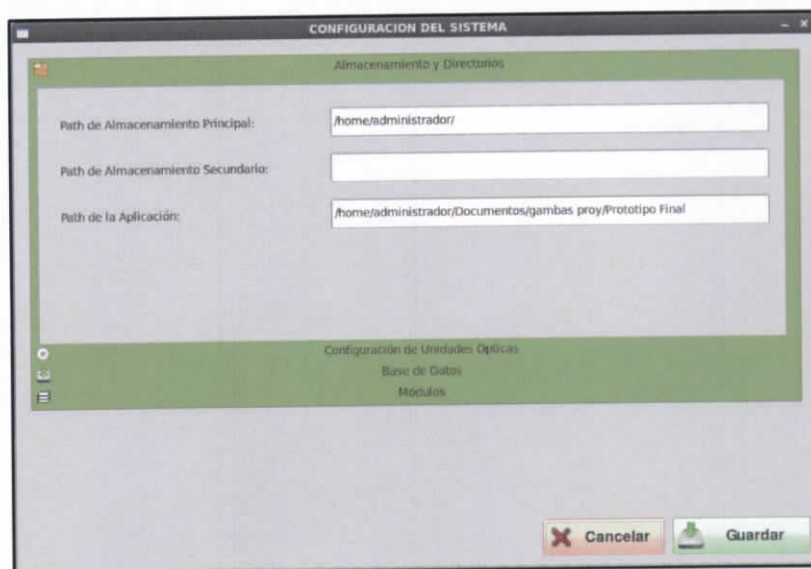 CONFIGURACION DEL SISTEMA
Almacenamiento y Directorios
Path de Almacenamiento Principal:
/home/administrador/
Path de Almacenamiento Secundario:
Path de la Aplicación:
/home/administrador/Documentos/gambas proy/Prototipo Final
Configuración de Unidades Opticas
Base de Datos
Módulos
Cancelar
Guardar